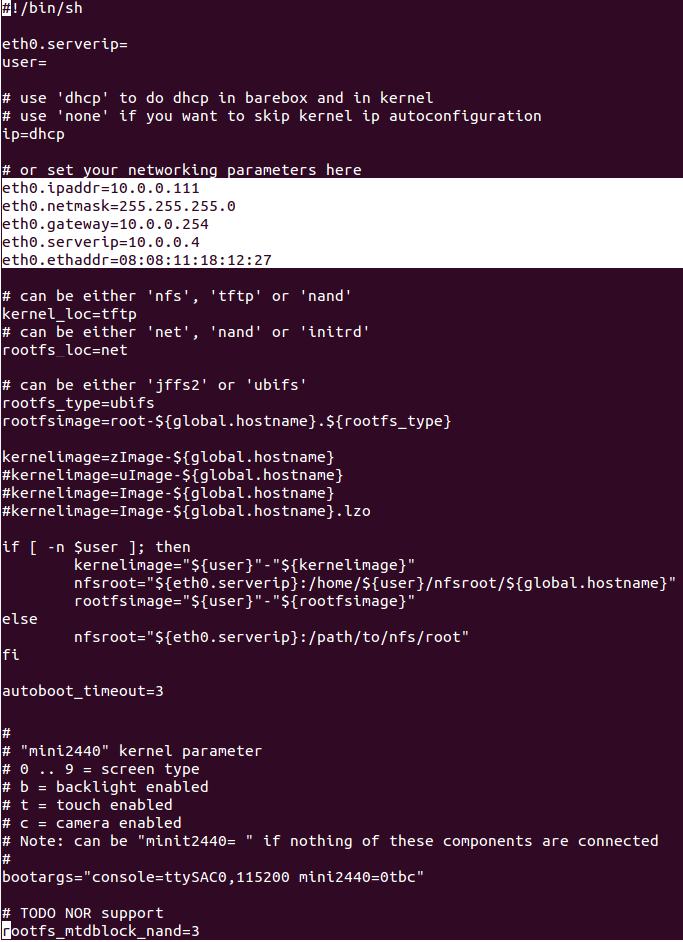 #!/bin/sh

eth0.serverip=
user=

# use 'dhcp' to do dhcp in barebox and in kernel
# use 'none' if you want to skip kernel ip autoconfiguration
ip=dhcp

# or set your networking parameters here
eth0.ipaddr=10.0.0.111
eth0.netmask=255.255.255.0
eth0.gateway=10.0.0.254
eth0.serverip=10.0.0.4
eth0.ethaddr=08:08:11:18:12:27

# can be either 'nfs', 'tftp' or 'nand'
kernel_loc=tftp
# can be either 'net', 'nand' or 'initrd'
rootfs_loc=net

# can be either 'jffs2' or 'ubifs'
rootfs_type=ubifs
rootfsimage=root-${global.hostname}.${rootfs_type}

kernelimage=zImage-${global.hostname}
#kernelimage=uImage-${global.hostname}
#kernelimage=Image-${global.hostname}
#kernelimage=Image-${global.hostname}.lzo

if [ -n $user ]; then
        kernelimage="${user}"-"${kernelimage}"
        nfsroot="${eth0.serverip}:/home/${user}/nfsroot/${global.hostname}"
        rootfsimage="${user}"-"${rootfsimage}"
else
        nfsroot="${eth0.serverip}:/path/to/nfs/root"
fi

autoboot_timeout=3

#
# "mini2440" kernel parameter
# 0 .. 9 = screen type
# b = backlight enabled
# t = touch enabled
# c = camera enabled
# Note: can be "minit2440= " if nothing of these components are connected
#
bootargs="console=ttySAC0,115200 mini2440=0tbc"

# TODO NOR support
rootfs_mtdblock_nand=3